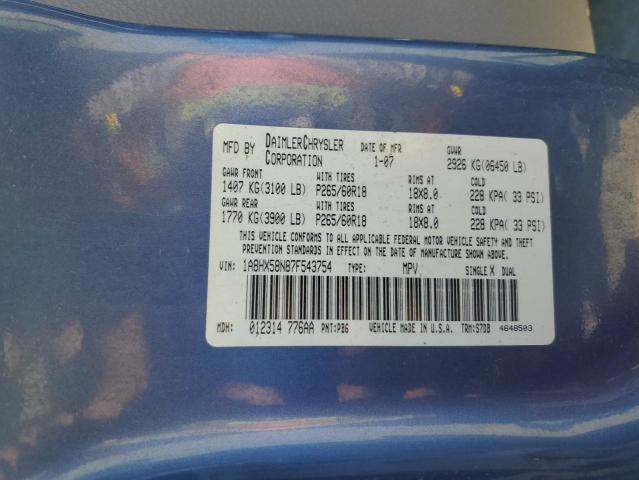 MFD BY DAIMLERCHRYSLER CORPORATION DATE OF MFR 1-07 GVWR 2926 KG(06450 LB)
GAWR FRONT WITH TIRES RIMS AT COLD
1407 KG(3100 LB) P265/60R18 18X8.0 228 KPA( 33 PSI)
GAWR REAR WITH TIRES RIMS AT COLD
1770 KG(3900 LB) P265/60R18 18X8.0 228 KPA( 33 PSI)
THIS VEHICLE CONFORMS TO ALL APPLICABLE FEDERAL MOTOR VEHICLE SAFETY AND THEFT
PREVENTION STANDARDS IN EFFECT ON THE DATE OF MANUFACTURE SHOWN ABOVE.
VIN: 1A8HX58N87F543754 TYPE: MPV SINGLE X DUAL
MDH: 012314 776AA PNT:PB6 VEHICLE MADE IN U.S.A. TRM:S7DB 4648503